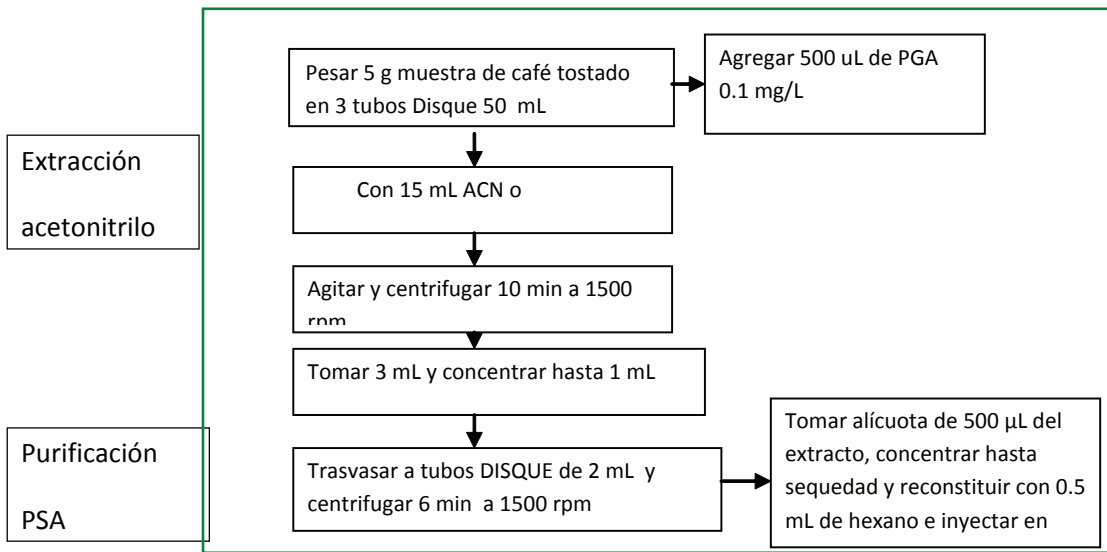 Pesar 5 g muestra de café tostado
en 3 tubos Disque 50 mL
Agregar 500 uL de PGA
0.1 mg/L
Extracción
acetonitrilo
Con 15 mL ACN o
Agitar y centrifugar 10 min a 1500
rpm
Tomar 3 mL y concentrar hasta 1 mL
Purificación
PSA
Trasvasar a tubos DISQUE de 2 mL y
centrifugar 6 min a 1500 rpm
Tomar alícuota de 500 µL del
extracto, concentrar hasta
sequedad y reconstituir con 0.5
mL de hexano e inyectar en